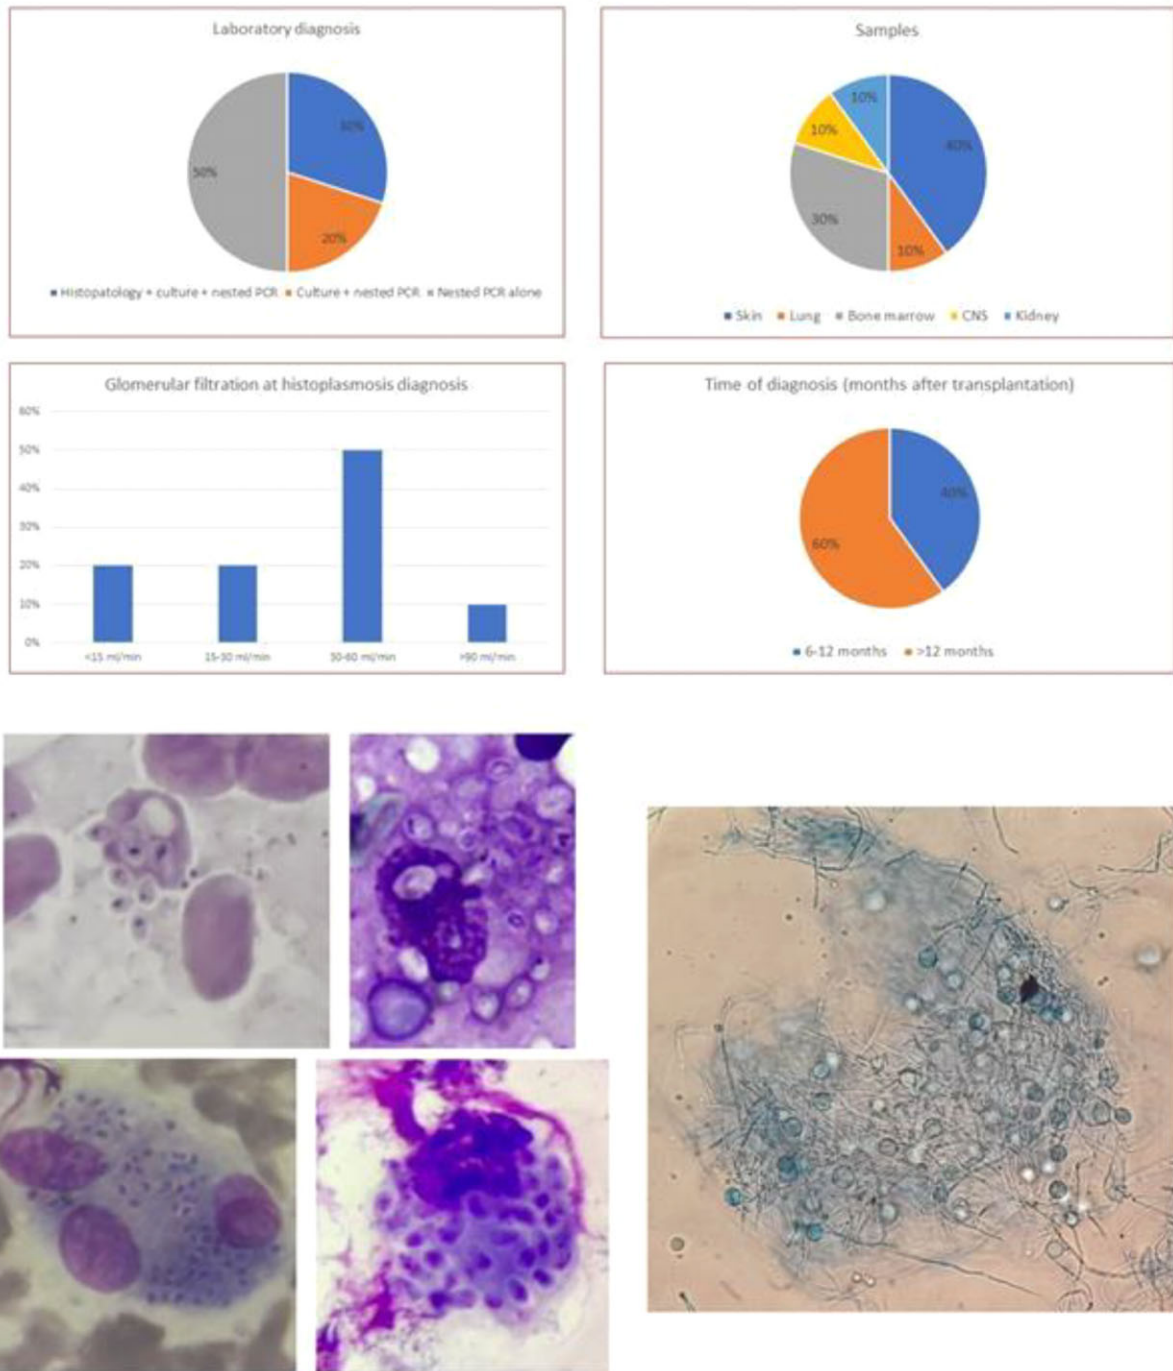 Laboratory diagnosis
30%
50%
20%
Histopatology + culture + nested PCR Culture + nested PCR Nested PCR alone
Samples
10%
40%
10%
30%
10%
Skin Lung Bone marrow CNS Kidney
Glomerular filtration at histoplasmosis diagnosis
60%
50%
40%
30%
20%
10%
0%
<15 ml/min 15-30 ml/min 30-60 ml/min >90 ml/min
Time of diagnosis (months after transplantation)
40%
60%
6-12 months >12 months